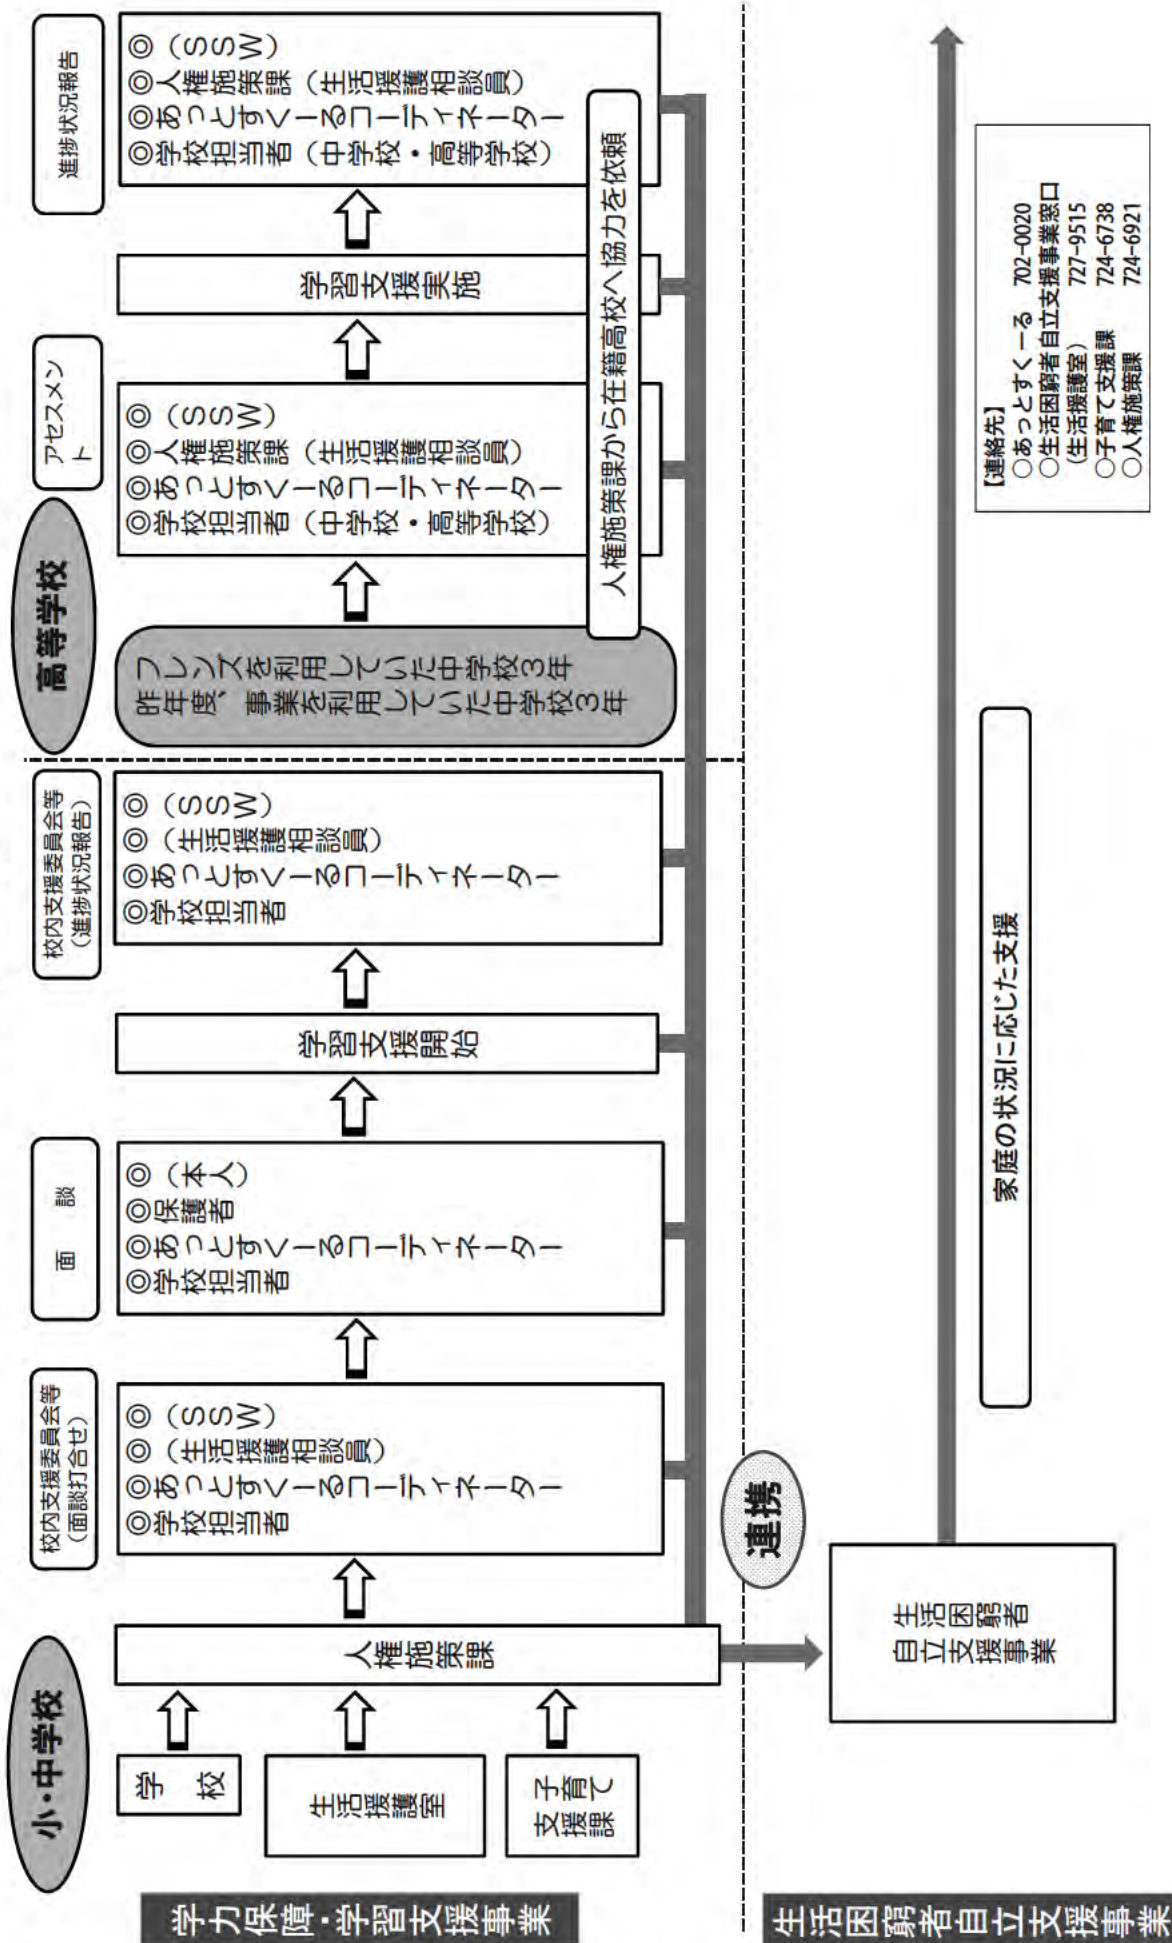 学力保障・学習支援事業
小・中学校
学　校
生活援護室
子育て
支援課
人権施策課
校内支援委員会等
（面談打合せ）
◎（ＳＳＷ）
◎（生活援護相談員）
◎あっとすくーるコーディネーター
◎学校担当者
面　談
◎（本人）
◎保護者
◎あっとすくーるコーディネーター
◎学校担当者
学習支援開始
校内支援委員会等
（進捗状況報告）
◎（ＳＳＷ）
◎（生活援護相談員）
◎あっとすくーるコーディネーター
◎学校担当者
高等学校
フレンズを利用していた中学校３年
昨年度、事業を利用していた中学校３年
アセスメン
ト
◎（ＳＳＷ）
◎人権施策課（生活援護相談員）
◎あっとすくーるコーディネーター
◎学校担当者（中学校・高等学校）
学習支援実施
進捗状況報告
◎（ＳＳＷ）
◎人権施策課（生活援護相談員）
◎あっとすくーるコーディネーター
◎学校担当者（中学校・高等学校）
人権施策課から在籍高校へ協力を依頼
連携
生活困窮者自立支援事業
生活困窮者
自立支援事業
家庭の状況に応じた支援
【連絡先】
○あっとすくーる　702-0020
○生活困窮者自立支援事業窓口
（生活援護室）　727-9515
○子育て支援課　724-6738
○人権施策課　724-6921